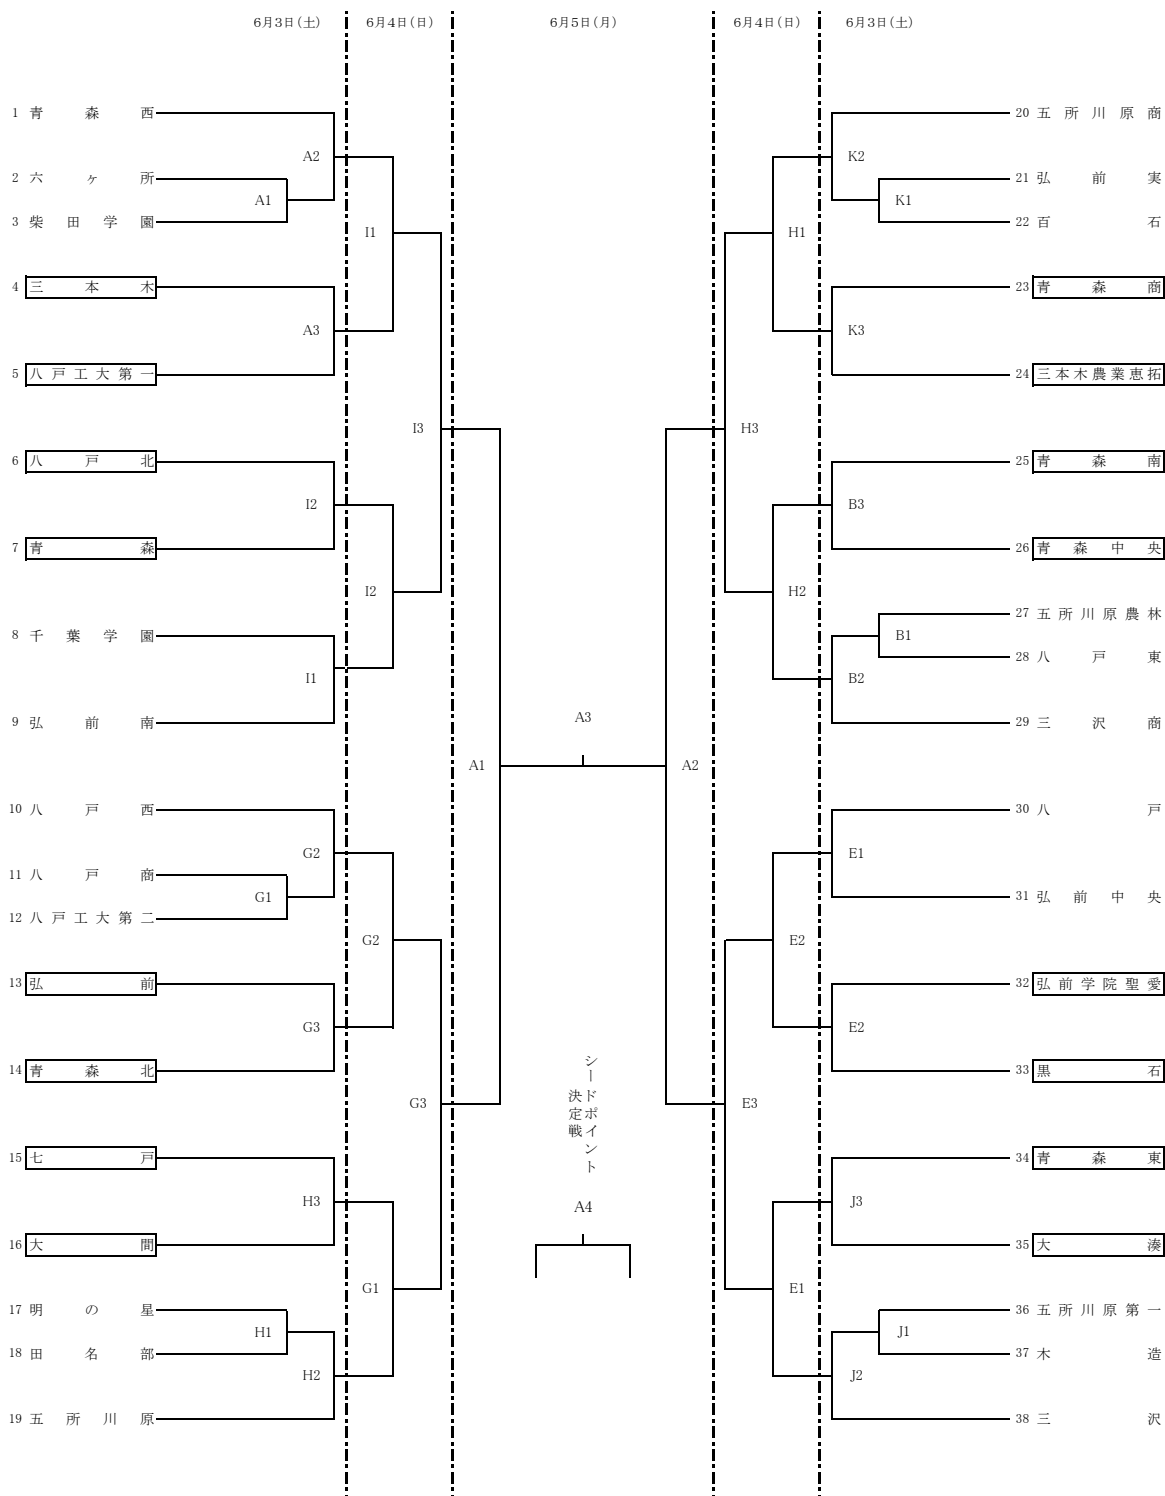 6月3日(土) 6月4日(日) 6月5日(月) 6月4日(日) 6月3日(土)
1 青森西
A2
2 六ヶ所
A1
3 柴田学園
I1
4 三本木
A3
5 八戸工大第一
I3
6 八戸北
I2
7 青森
I2
8 千葉学園
I1
9 弘前南
A1
10 八戸西
G2
11 八戸商
G1
12 八戸工大第二
G2
13 弘前
G3
14 青森北
G3
15 七戸
H3
16 大間
G1
17 明の星
H1
18 田名部
H2
19 五所川原
A3
シードポイント
決定戦
A4
20 五所川原商
K2
21 弘前実
K1
22 百石
H1
23 青森商
K3
24 三本木農業恵拓
H3
25 青森南
B3
26 青森中央
H2
27 五所川原農林
B1
28 八戸東
B2
29 三沢商
A2
30 八戸
E1
31 弘前中央
E2
32 弘前学院聖愛
E2
33 黒石
E3
34 青森東
J3
35 大湊
E1
36 五所川原第一
J1
37 木造
J2
38 三沢